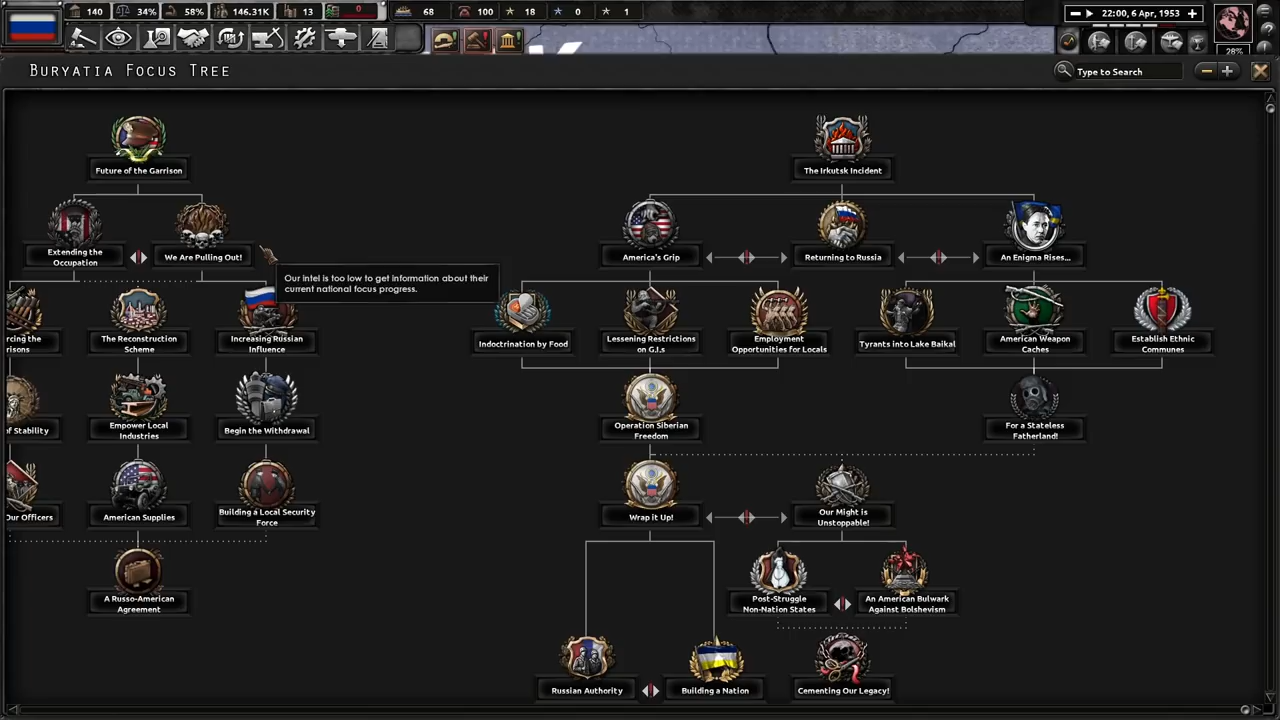 140 34% 58% 146.31K 13 0 68 100 18 0 1
22:00, 6 Apr, 1953
28%
Buryatia Focus Tree
Type to Search
Future of the Garrison
The Irkutsk Incident
Extending the
Occupation
We Are Pulling Out!
America's Grip
Returning to Russia
An Enigma Rises...
Our intel is too low to get information about their
current national focus progress.
rcing the
risons
The Reconstruction
Scheme
Increasing Russian
Influence
Indoctrination by Food
Lessening Restrictions
on G.I.s
Employment
Opportunities for Locals
Tyrants into Lake Baikal
American Weapon
Caches
Establish Ethnic
Communes
of Stability
Empower Local
Industries
Begin the Withdrawal
Operation Siberian
Freedom
For a Stateless
Fatherland!
Our Officers
American Supplies
Building a Local Security
Force
Wrap it Up!
Our Might is
Unstoppable!
A Russo-American
Agreement
Post-Struggle
Non-Nation States
An American Bulwark
Against Bolshevism
Russian Authority
Building a Nation
Cementing Our Legacy!